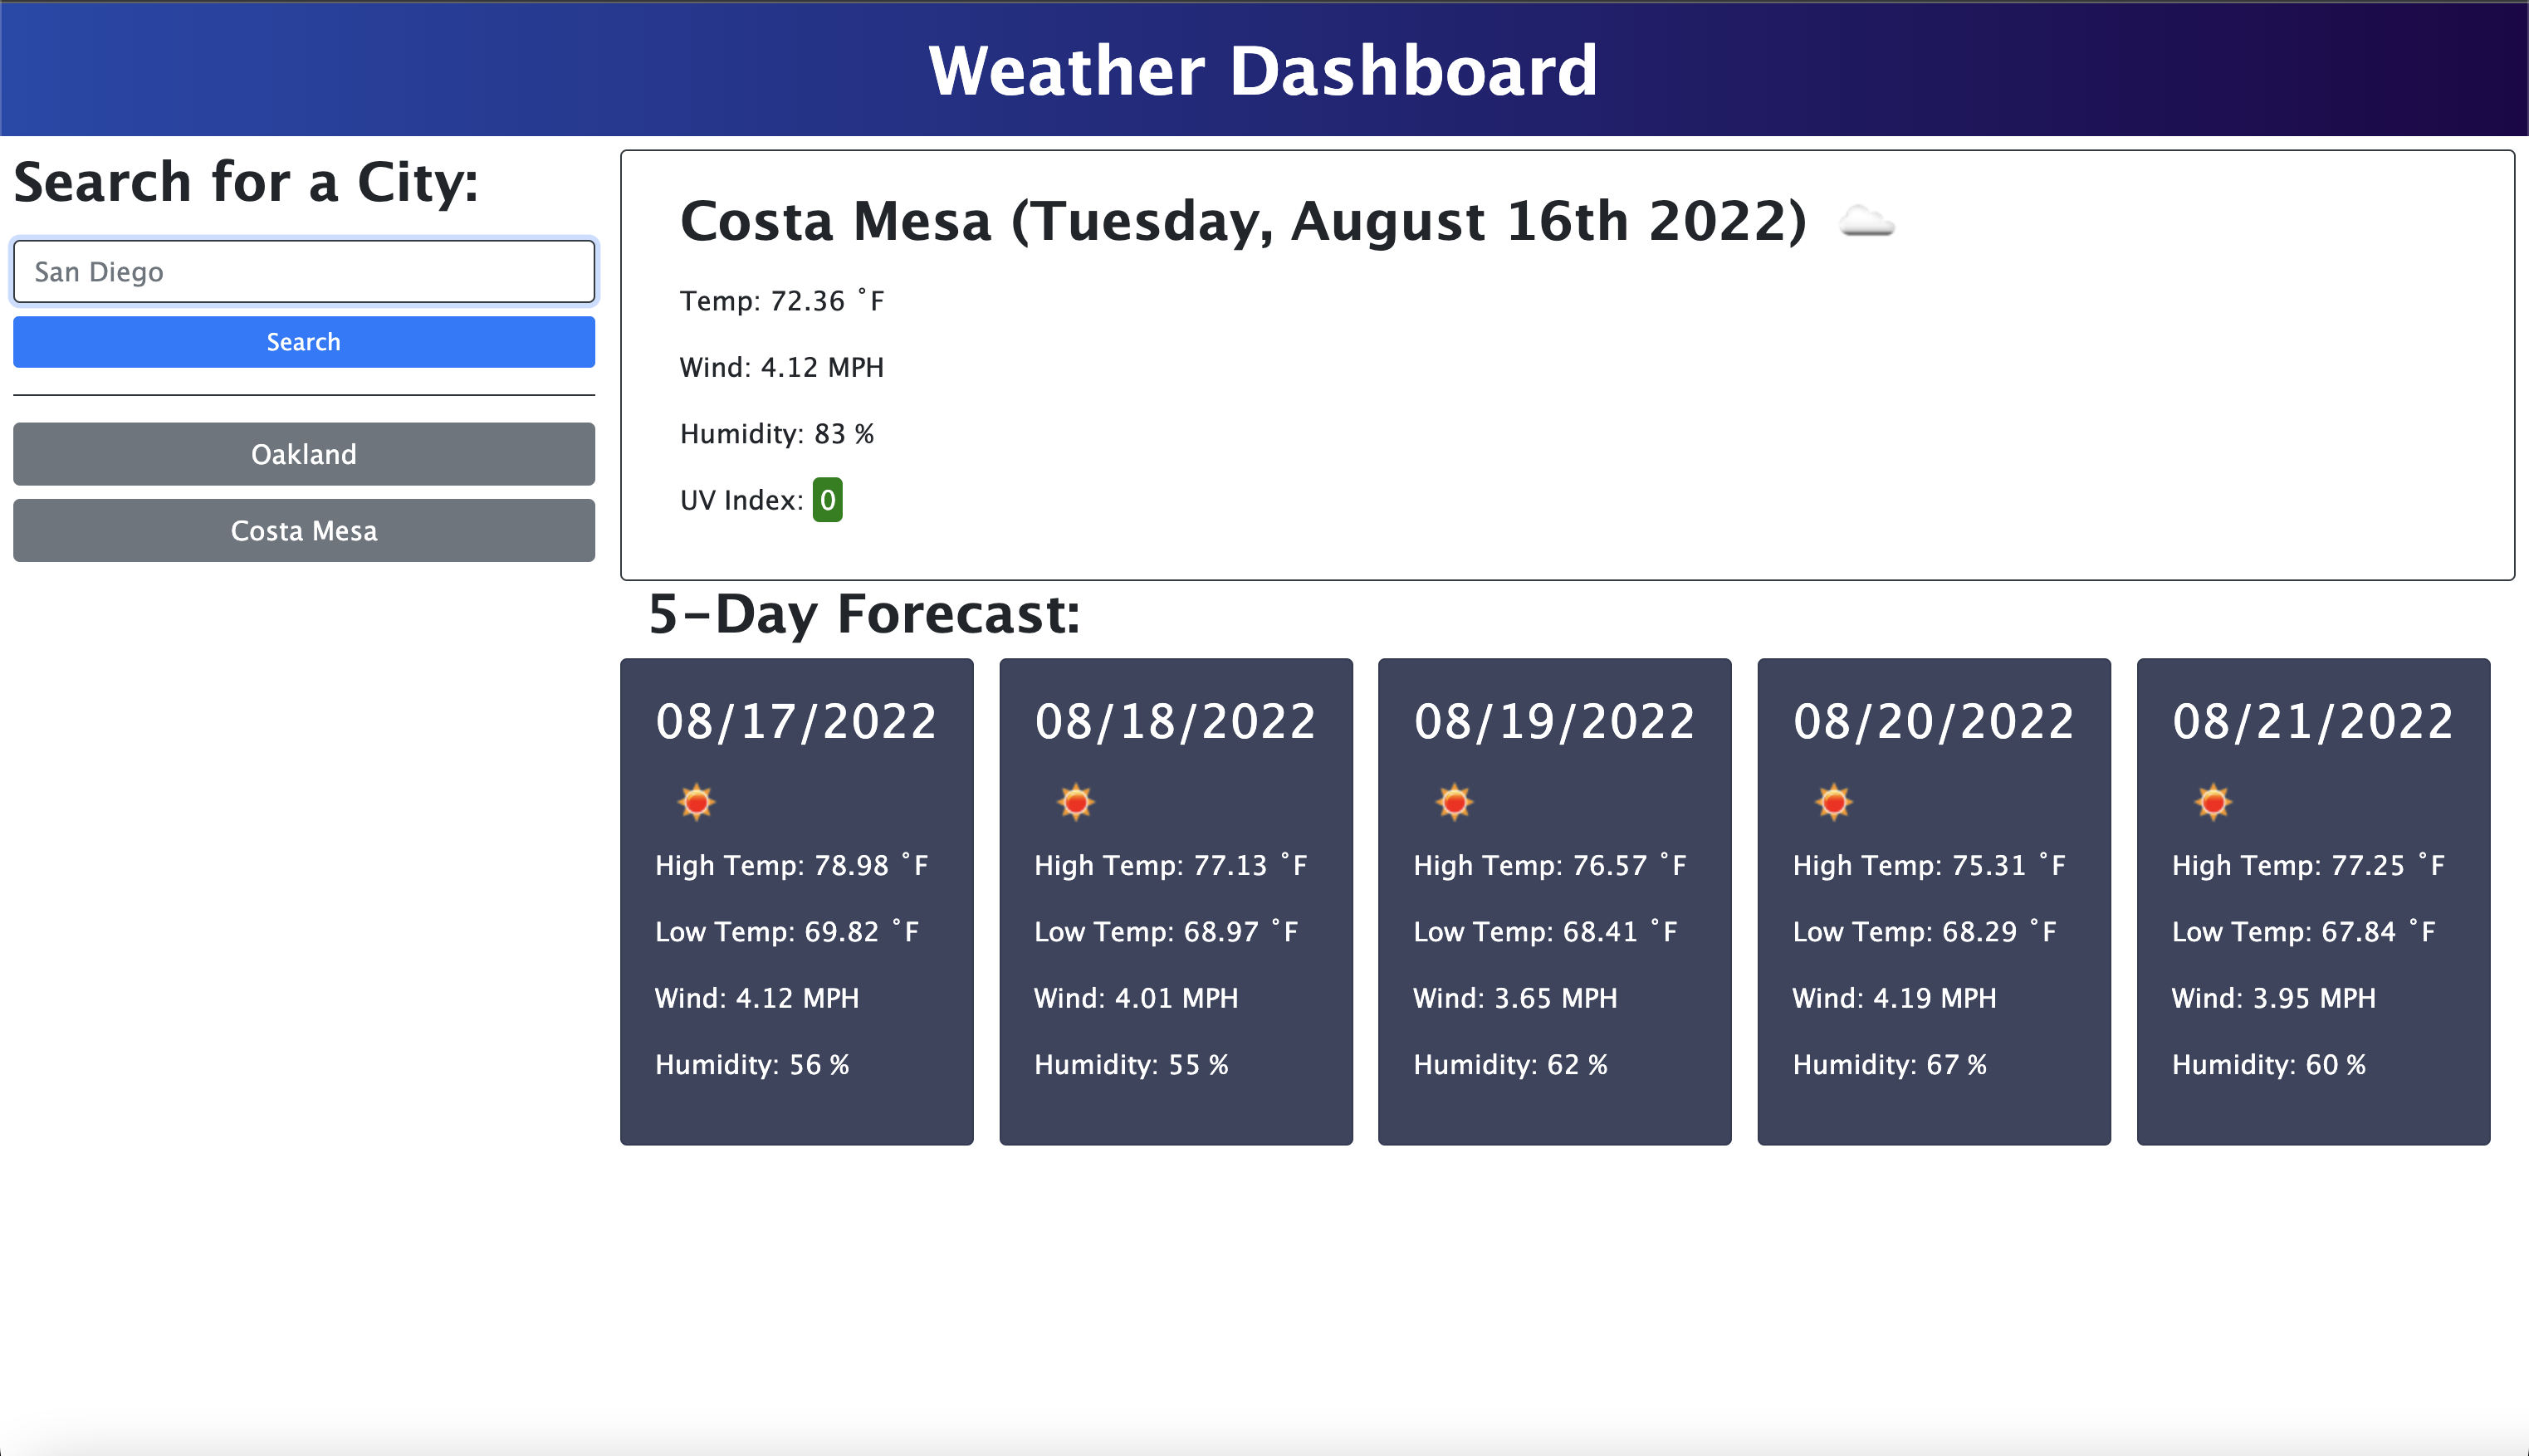 Weather Dashboard
Search for a City:
San Diego
Search
Oakland
Costa Mesa
Costa Mesa (Tuesday, August 16th 2022)
Temp: 72.36 ˚F
Wind: 4.12 MPH
Humidity: 83 %
UV Index: 0
5-Day Forecast:
08/17/2022
High Temp: 78.98 ˚F
Low Temp: 69.82 ˚F
Wind: 4.12 MPH
Humidity: 56 %
08/18/2022
High Temp: 77.13 ˚F
Low Temp: 68.97 ˚F
Wind: 4.01 MPH
Humidity: 55 %
08/19/2022
High Temp: 76.57 ˚F
Low Temp: 68.41 ˚F
Wind: 3.65 MPH
Humidity: 62 %
08/20/2022
High Temp: 75.31 ˚F
Low Temp: 68.29 ˚F
Wind: 4.19 MPH
Humidity: 67 %
08/21/2022
High Temp: 77.25 ˚F
Low Temp: 67.84 ˚F
Wind: 3.95 MPH
Humidity: 60 %